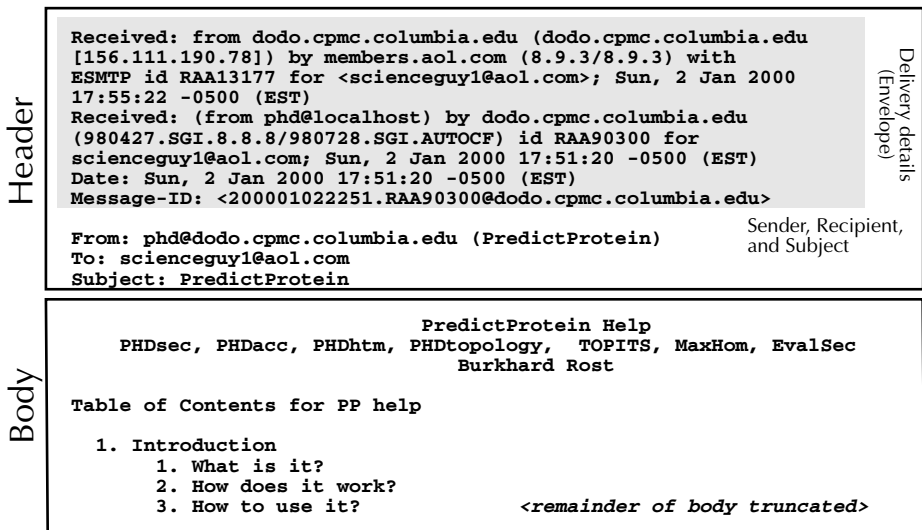 Header
Received: from dodo.cpmc.columbia.edu (dodo.cpmc.columbia.edu
[156.111.190.78]) by members.aol.com (8.9.3/8.9.3) with
ESMTP id RAA13177 for <scienceguy1@aol.com>; Sun, 2 Jan 2000
17:55:22 -0500 (EST)
Received: (from phd@localhost) by dodo.cpmc.columbia.edu
(980427.SGI.8.8.8/980728.SGI.AUTOCF) id RAA90300 for
scienceguy1@aol.com; Sun, 2 Jan 2000 17:51:20 -0500 (EST)
Date: Sun, 2 Jan 2000 17:51:20 -0500 (EST)
Message-ID: <200001022251.RAA90300@dodo.cpmc.columbia.edu>
Delivery details
(Envelope)
From: phd@dodo.cpmc.columbia.edu (PredictProtein)
To: scienceguy1@aol.com
Subject: PredictProtein
Sender, Recipient,
and Subject
Body
PredictProtein Help
PHDsec, PHDacc, PHDhtm, PHDtopology, TOPITS, MaxHom, EvalSec
Burkhard Rost
Table of Contents for PP help
1. Introduction
1. What is it?
2. How does it work?
3. How to use it? <remainder of body truncated>